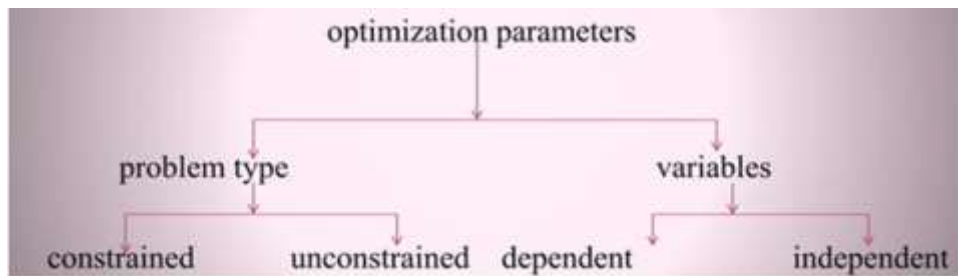 optimization parameters
problem type
variables
constrained
unconstrained
dependent
independent